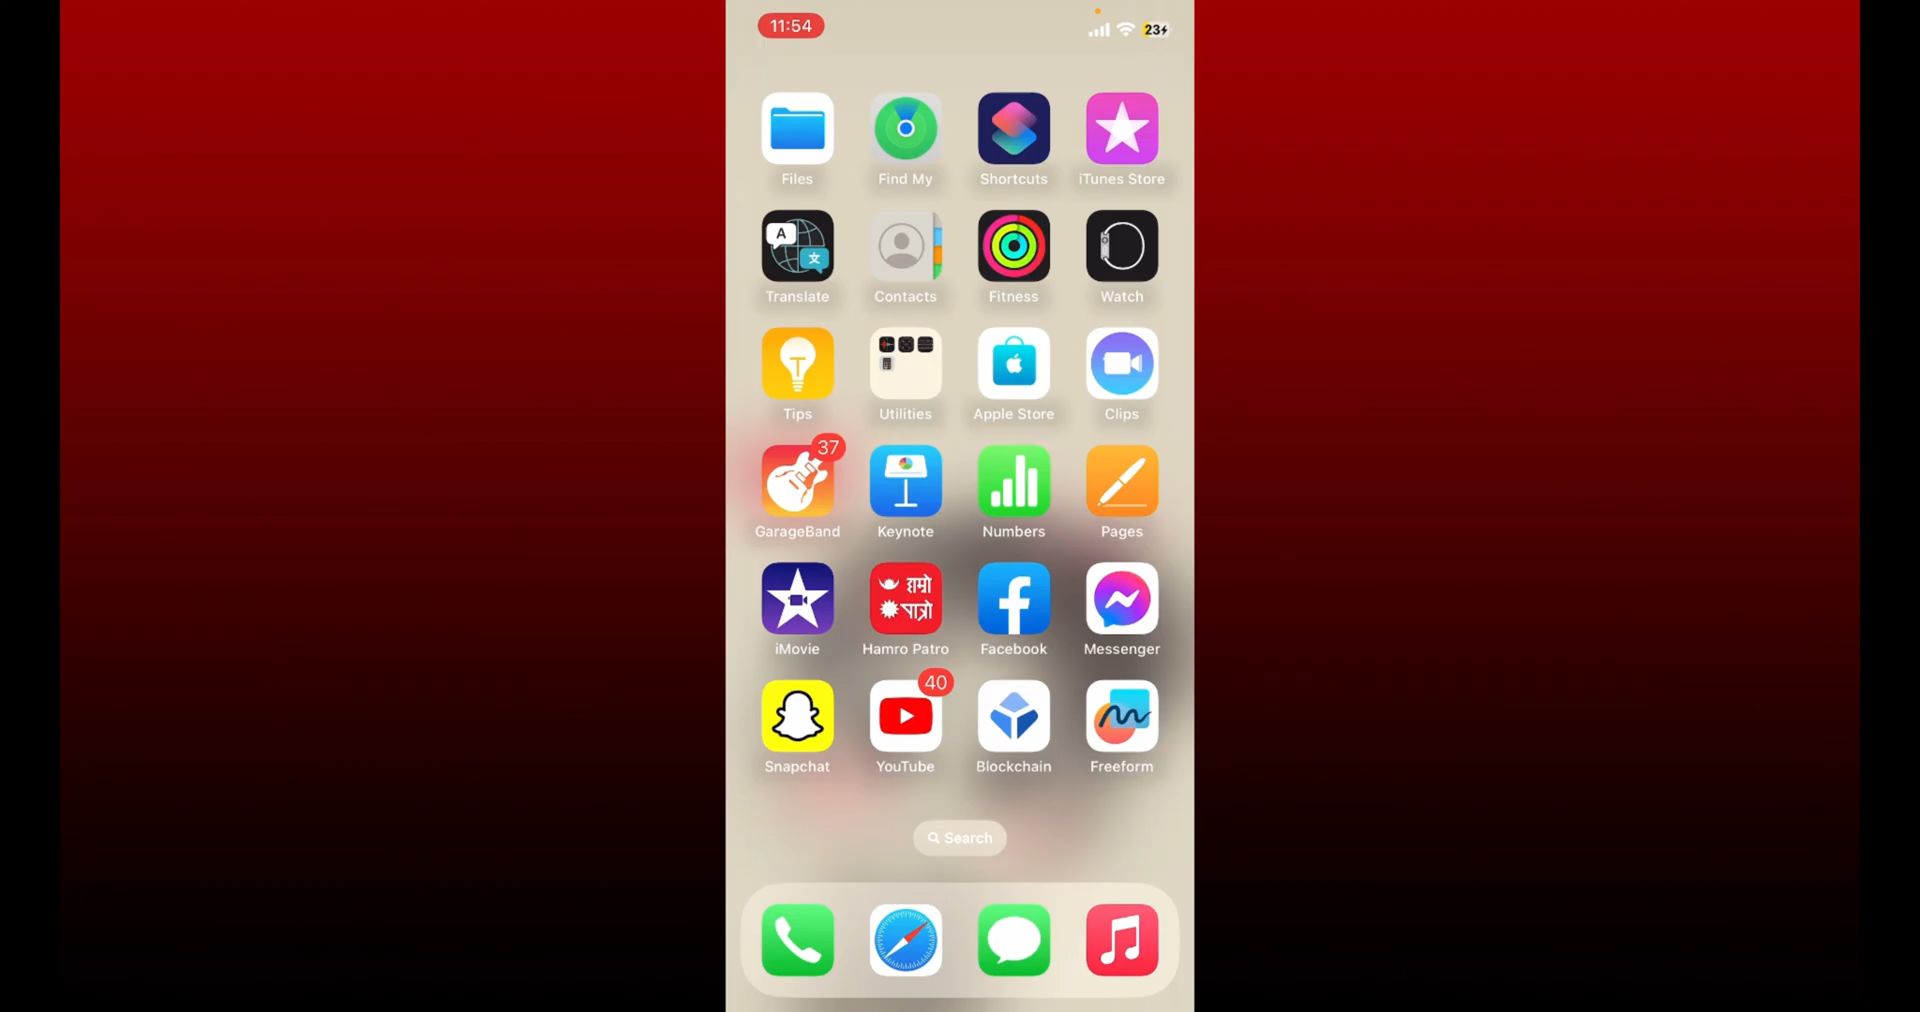 11:54
23
Files
Find My
Shortcuts
iTunes Store
A
文
Translate
Contacts
Fitness
Watch
Tips
Utilities
Apple Store
Clips
37
GarageBand
Keynote
Numbers
Pages
हाम्रो
पात्रो
iMovie
Hamro Patro
Facebook
Messenger
40
Snapchat
YouTube
Blockchain
Freeform
Search